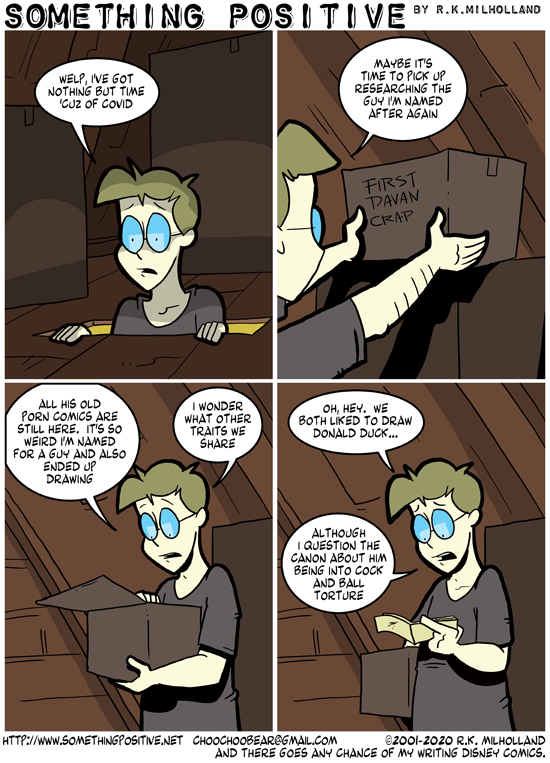 SOMETHING POSITIVE BY R.K.MILHOLLAND
WELP, I'VE GOT
NOTHING BUT TIME
'CUZ OF COVID
MAYBE IT'S
TIME TO PICK UP
RESEARCHING THE
GUY I'M NAMED
AFTER AGAIN
FIRST
DAVAN
CRAP
ALL HIS OLD
PORN COMICS ARE
STILL HERE. IT'S SO
WEIRD I'M NAMED
FOR A GUY AND ALSO
ENDED UP
DRAWING
I WONDER
WHAT OTHER
TRAITS WE
SHARE
OH, HEY. WE
BOTH LIKED TO DRAW
DONALD DUCK...
ALTHOUGH
I QUESTION THE
CANON ABOUT HIM
BEING INTO COCK
AND BALL
TORTURE
HTTP://WWW.SOMETHINGPOSITIVE.NET CHOOCHOOBEAR@GMAIL.COM ©2001-2020 R.K. MILHOLLAND
AND THERE GOES ANY CHANCE OF MY WRITING DISNEY COMICS.